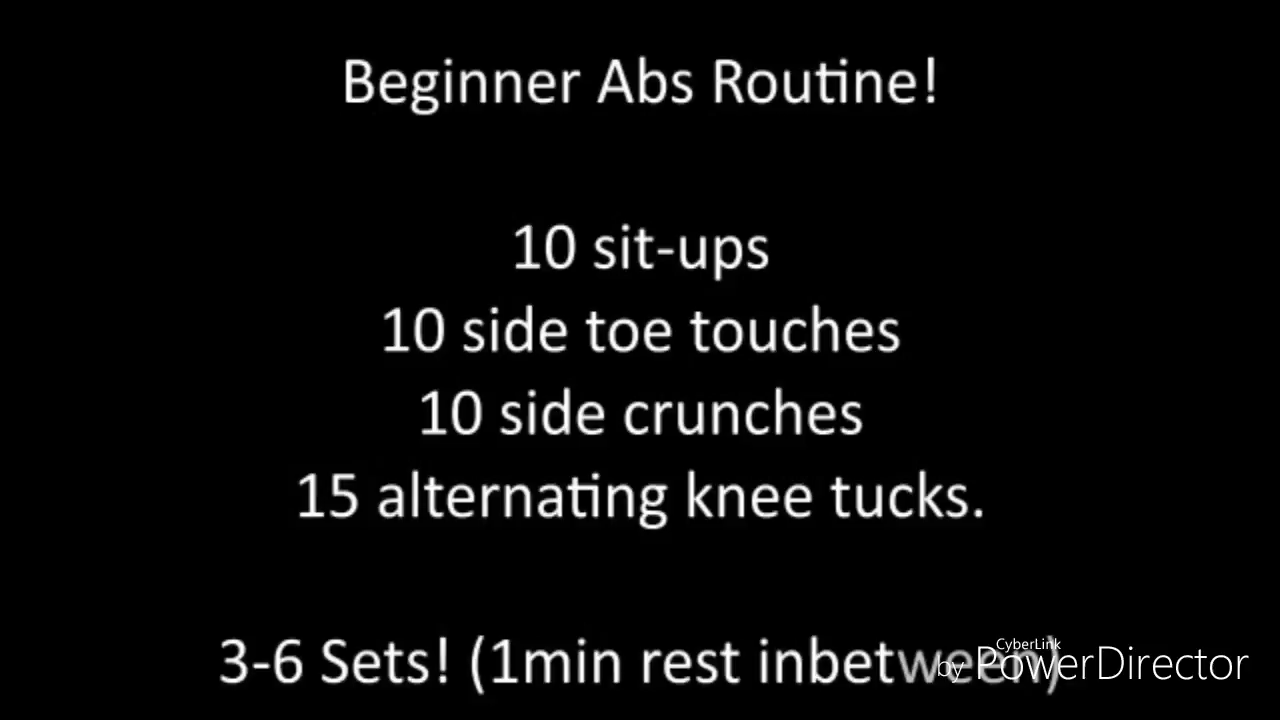 Beginner Abs Routine!
10 sit-ups
10 side toe touches
10 side crunches
15 alternating knee tucks.
3-6 Sets! (1min rest inbetween)
CyberLink
by PowerDirector